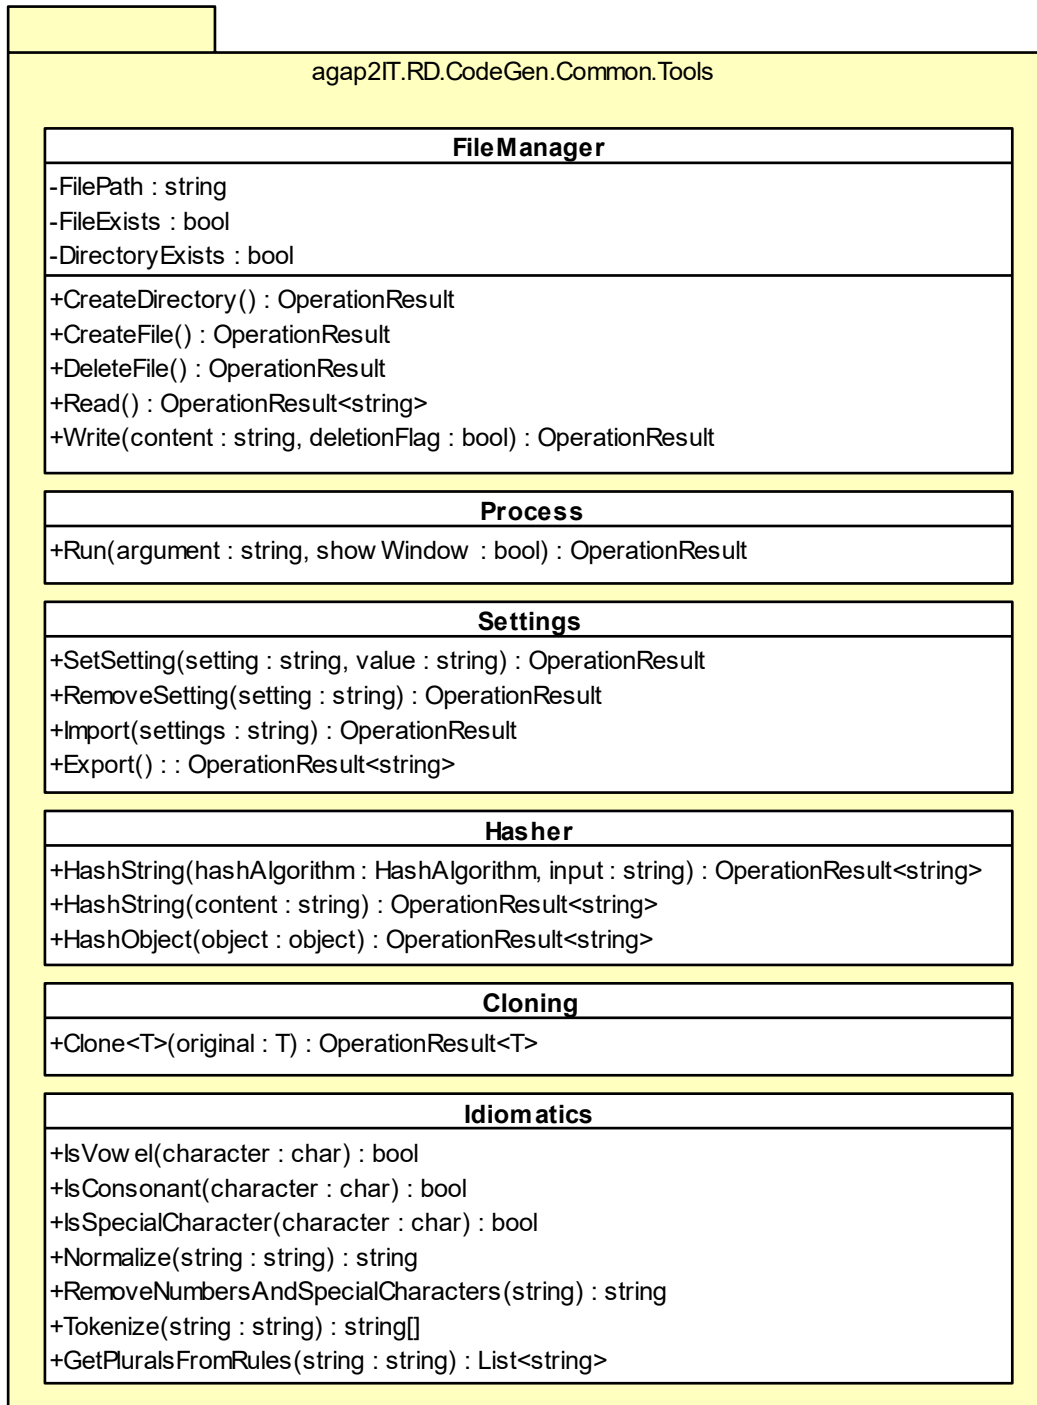 agap2IT.RD.CodeGen.Common.Tools
FileManager
-FilePath : string
-FileExists : bool
-DirectoryExists : bool
+CreateDirectory() : OperationResult
+CreateFile() : OperationResult
+DeleteFile() : OperationResult
+Read() : OperationResult<string>
+Write(content : string, deletionFlag : bool) : OperationResult
Process
+Run(argument : string, showWindow : bool) : OperationResult
Settings
+SetSetting(setting : string, value : string) : OperationResult
+RemoveSetting(setting : string) : OperationResult
+Import(settings : string) : OperationResult
+Export() : : OperationResult<string>
Hasher
+HashString(hashAlgorithm : HashAlgorithm, input : string) : OperationResult<string>
+HashString(content : string) : OperationResult<string>
+HashObject(object : object) : OperationResult<string>
Cloning
+Clone<T>(original : T) : OperationResult<T>
Idiomatics
+IsVowel(character : char) : bool
+IsConsonant(character : char) : bool
+IsSpecialCharacter(character : char) : bool
+Normalize(string : string) : string
+RemoveNumbersAndSpecialCharacters(string) : string
+Tokenize(string : string) : string[]
+GetPluralsFromRules(string : string) : List<string>